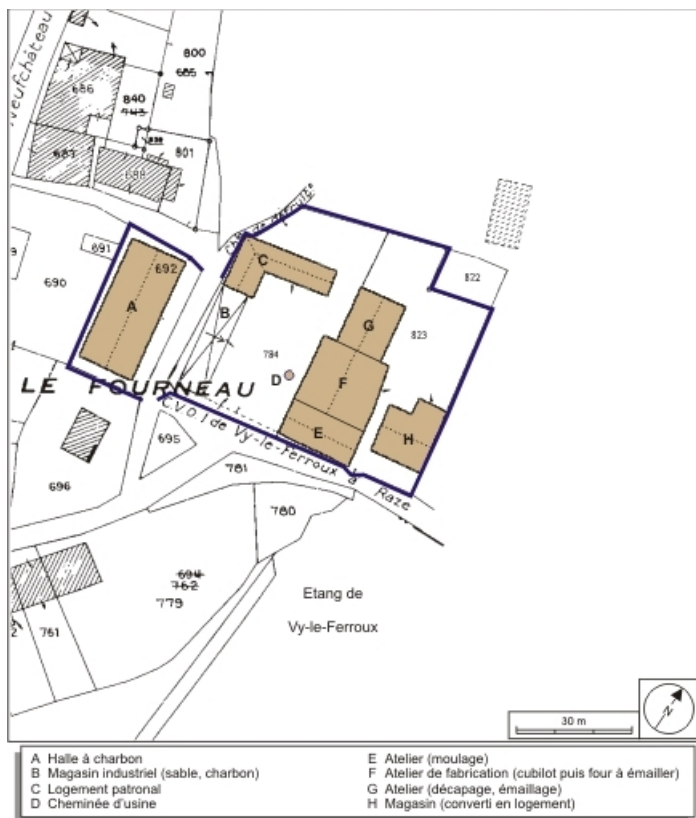 Neufchâteau
800
685
686
840
743
801
687
688
691
692
690
A
C
B
822
G
823
784
D
F
LE FOURNEAU
C.V.O 1 de Vy-le-Ferroux à Raze
E
H
695
696
781
780
694
762
779
761
Etang de
Vy-le-Ferroux
N
30 m
A Halle à charbon
B Magasin industriel (sable, charbon)
C Logement patronal
D Cheminée d'usine
E Atelier (moulage)
F Atelier de fabrication (cubilot puis four à émailler)
G Atelier (décapage, émaillage)
H Magasin (converti en logement)